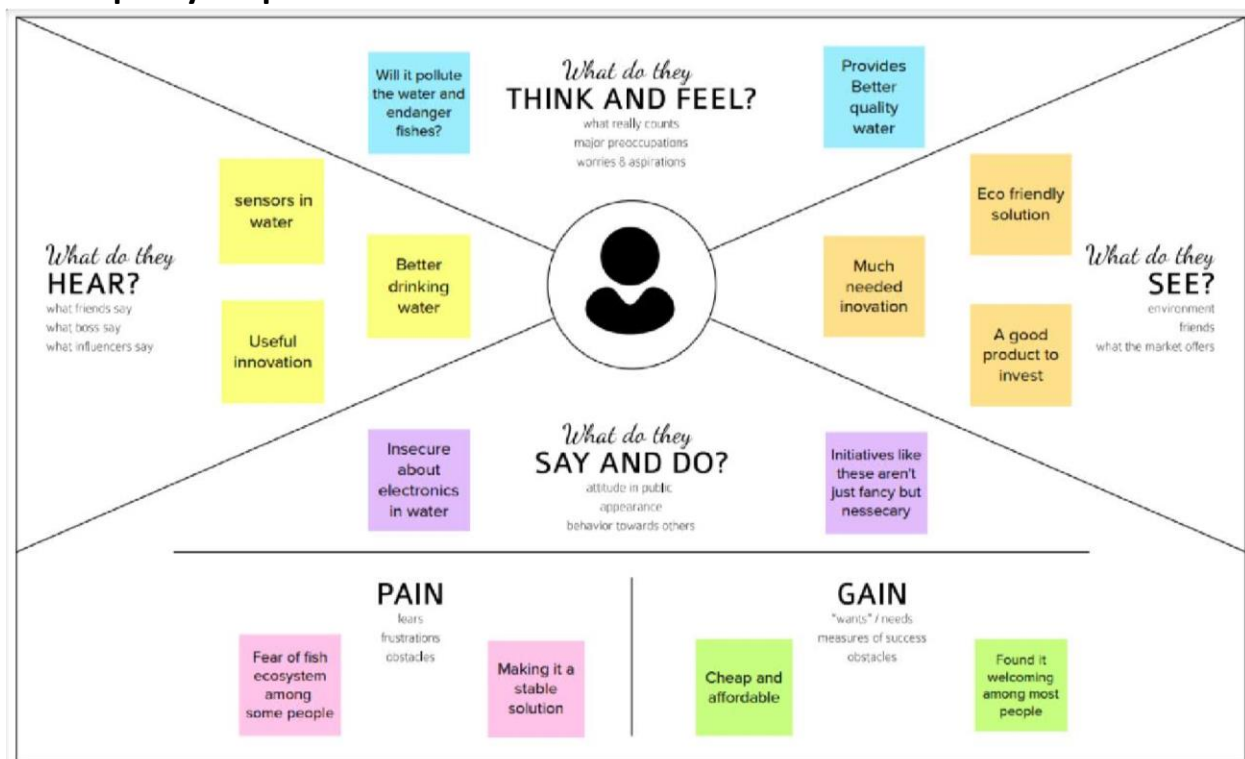 What do they
THINK AND FEEL?
what really counts
major preoccupations
worries & aspirations
Will it pollute
the water and
endanger
fishes?
Provides
Better
quality
water
What do they
HEAR?
what friends say
what boss say
what influencers say
sensors in
water
Better
drinking
water
Useful
innovation
What do they
SEE?
environment
friends
what the market offers
Eco friendly
solution
Much
needed
inovation
A good
product to
invest
What do they
SAY AND DO?
attitude in public
appearance
behavior towards others
Insecure
about
electronics
in water
Initiatives like
these aren't
just fancy but
nessecary
PAIN
fears
frustrations
obstacles
Fear of fish
ecosystem
among
some people
Making it a
stable
solution
GAIN
"wants" / needs
measures of success
obstacles
Cheap and
affordable
Found it
welcoming
among most
people